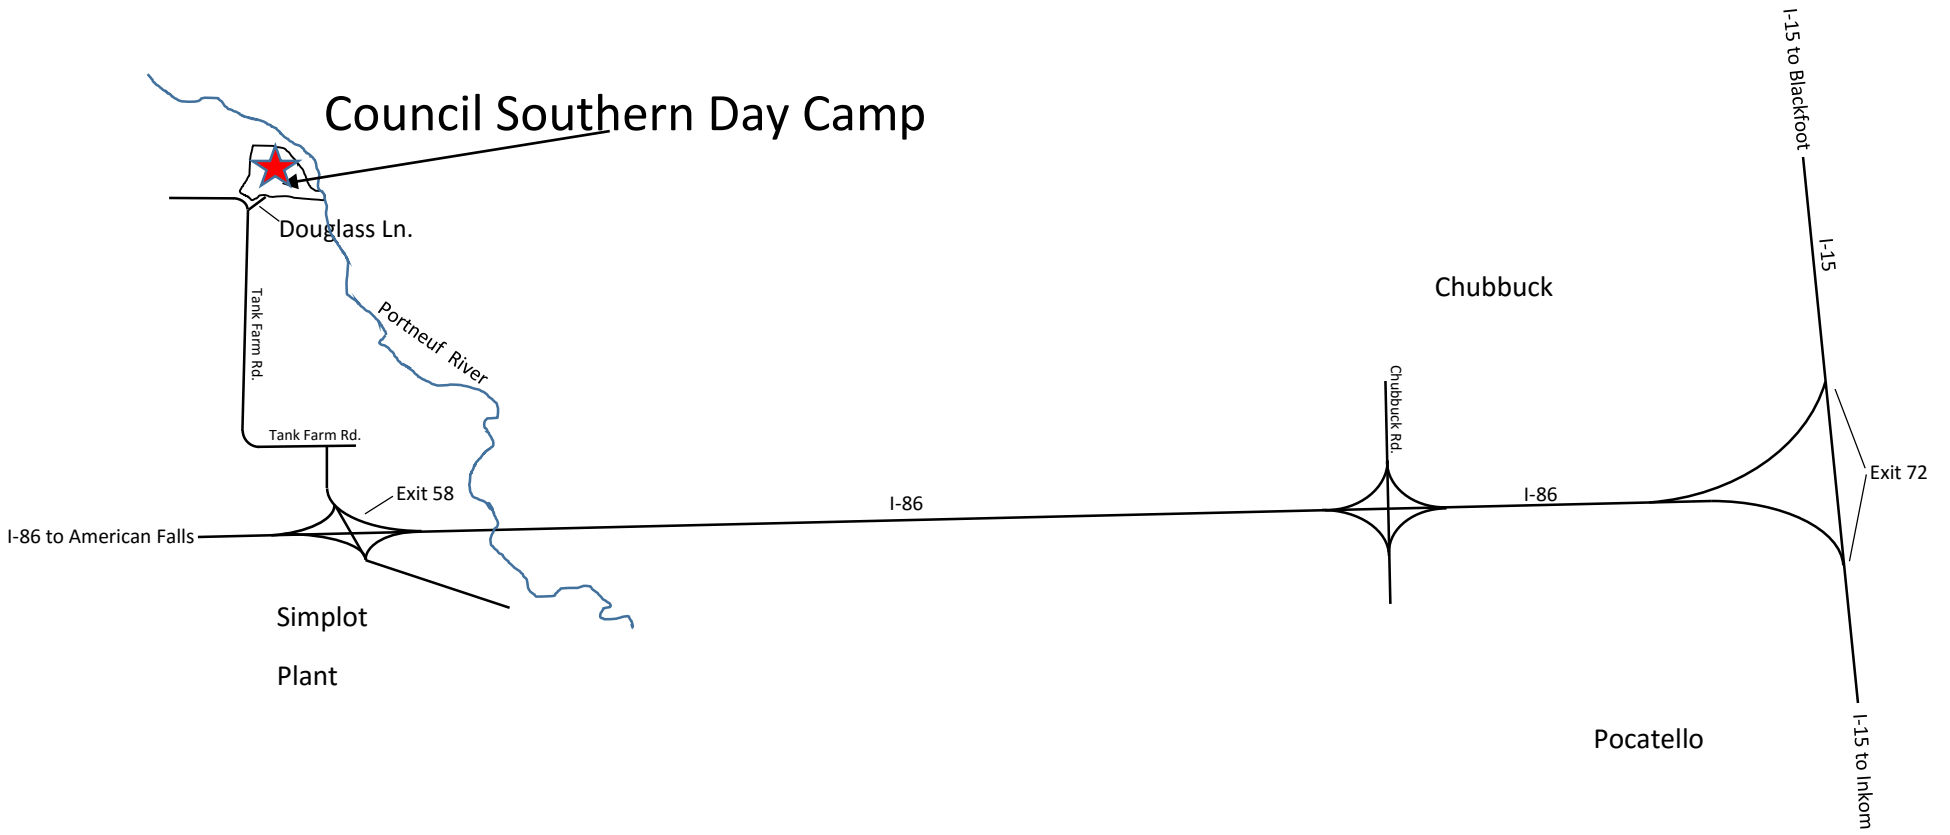 I-15 to Blackfoot
Council Southern Day Camp
Douglass Ln.
I-15
Chubbuck
Tank Farm Rd.
Portneuf River
Chubbuck Rd.
Tank Farm Rd.
Exit 72
Exit 58
I-86
I-86
I-86 to American Falls
Simplot
Plant
Pocatello
I-15 to Inkom